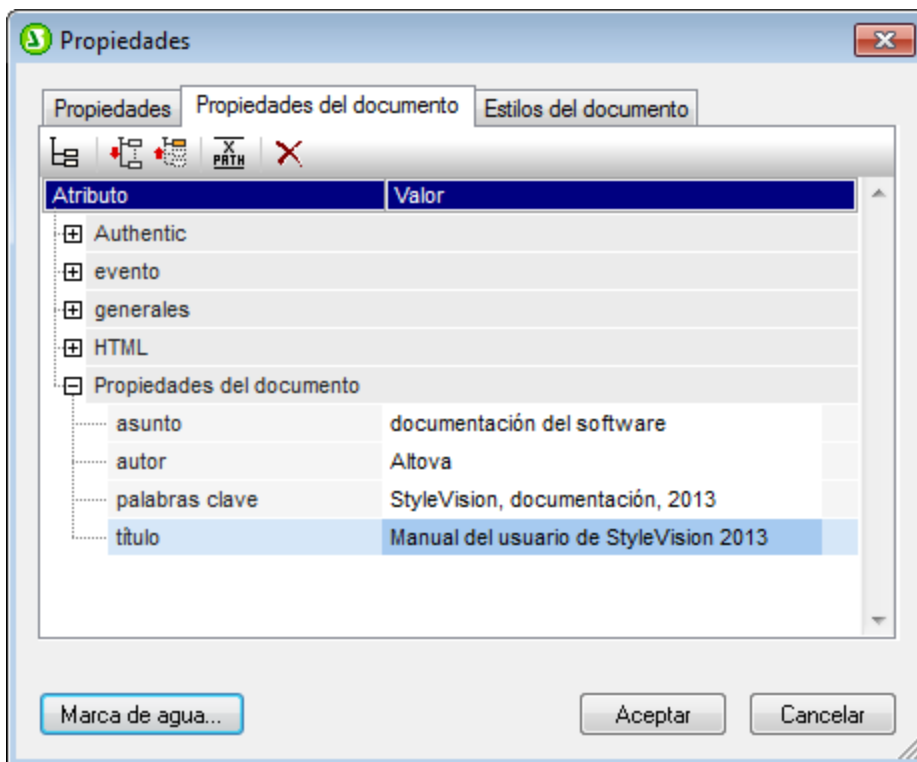 Propiedades
Propiedades Propiedades del documento Estilos del documento
X
PATH
Atributo Valor
Authentic
evento
generales
HTML
Propiedades del documento
asunto documentación del software
autor Altova
palabras clave StyleVision, documentación, 2013
título Manual del usuario de StyleVision 2013
Marca de agua... Aceptar Cancelar